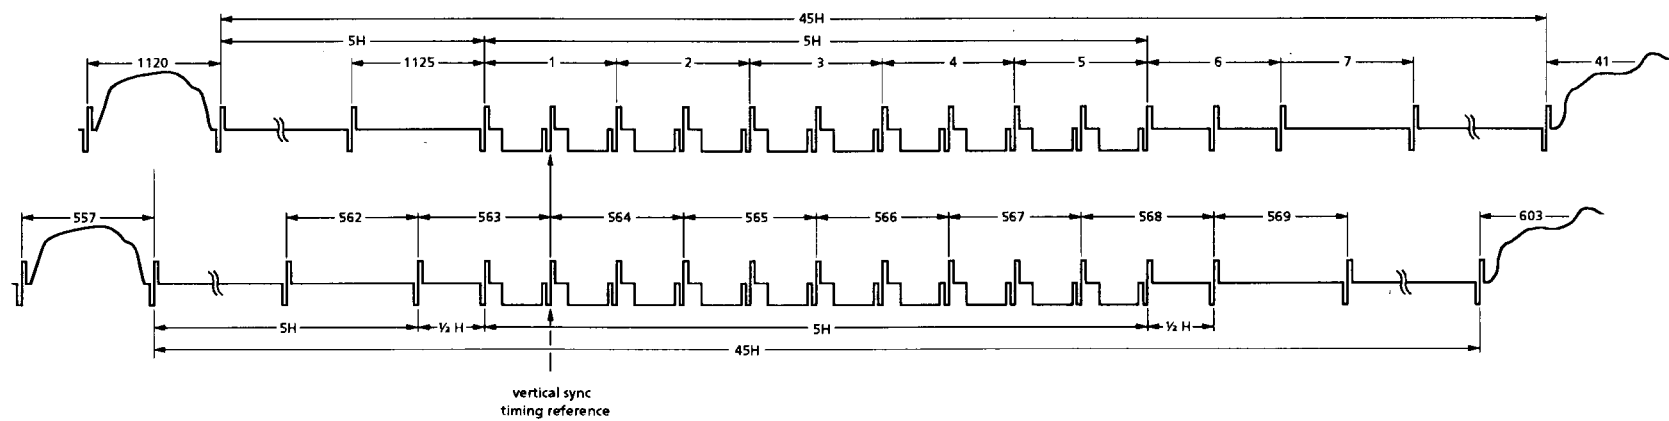 45H
5H 5H
1120 1125 1 2 3 4 5 6 7 41
557 562 563 564 565 566 567 568 569 603
5H ½ H 5H ½ H
45H
vertical sync
timing reference